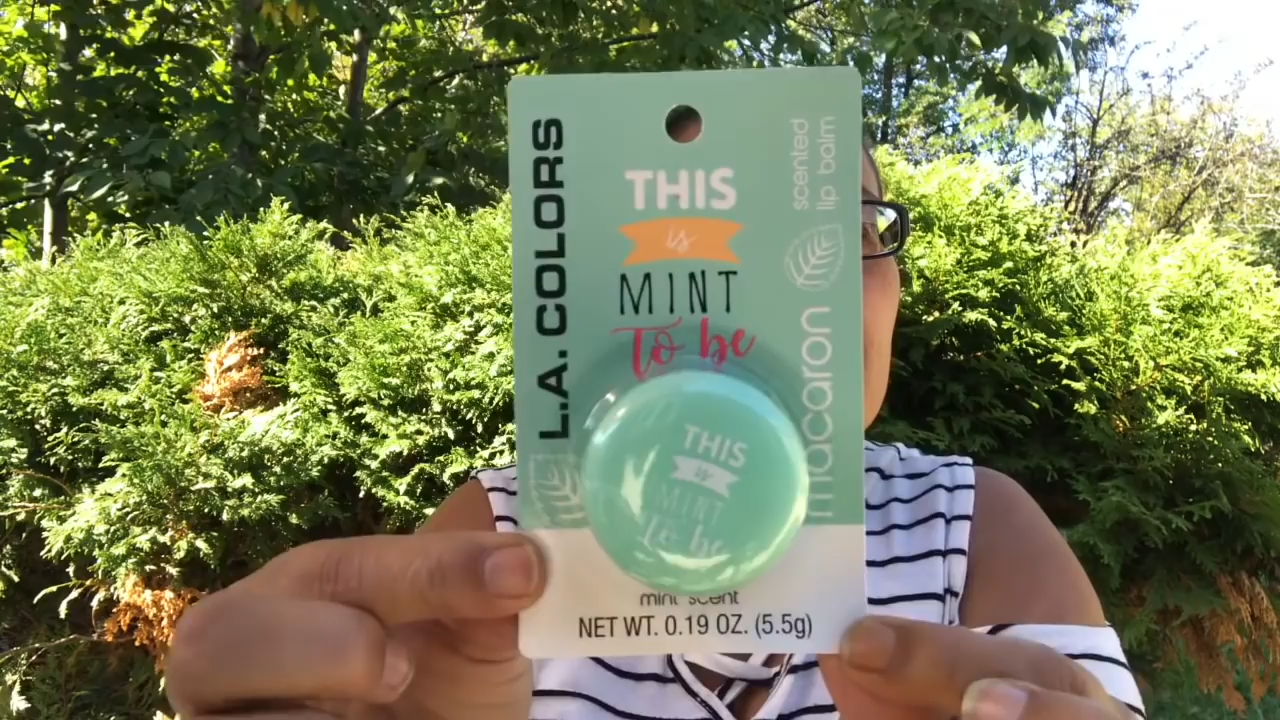 L.A. COLORS
THIS
is
MINT
to be
scented
lip balm
macaron
THIS
is
MINT
to be
mint scent
NET WT. 0.19 OZ. (5.5g)